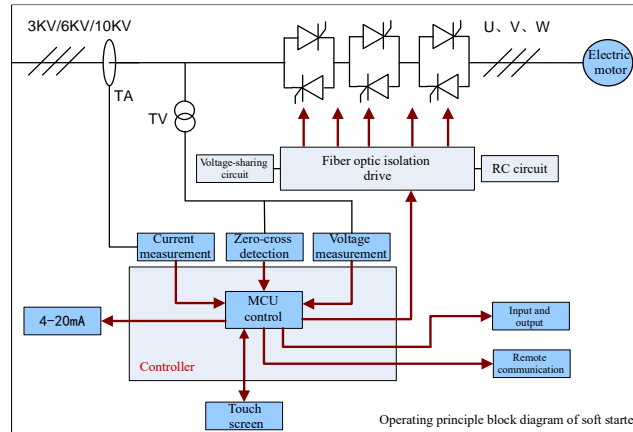 3KV/6KV/10KV
U、V、W
Electric
motor
TA
TV
Voltage-sharing
circuit
Fiber optic isolation
drive
RC circuit
Current
measurement
Zero-cross
detection
Voltage
measurement
MCU
control
4-20mA
Input and
output
Controller
Remote
communication
Touch
screen
Operating principle block diagram of soft starte